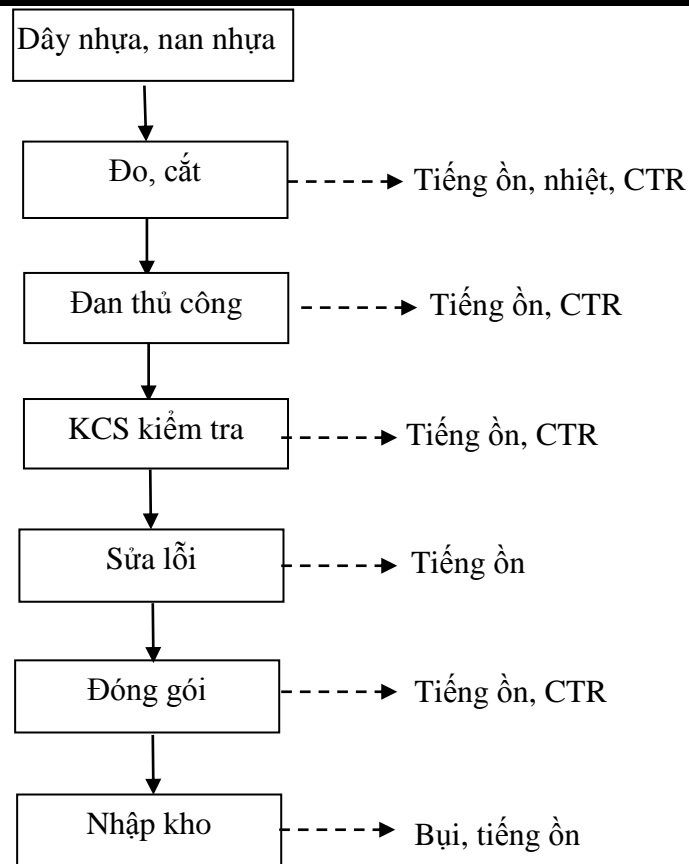 Dây nhựa, nan nhựa
Đo, cắt
Tiếng ồn, nhiệt, CTR
Đan thủ công
Tiếng ồn, CTR
KCS kiểm tra
Tiếng ồn, CTR
Sửa lỗi
Tiếng ồn
Đóng gói
Tiếng ồn, CTR
Nhập kho
Bụi, tiếng ồn